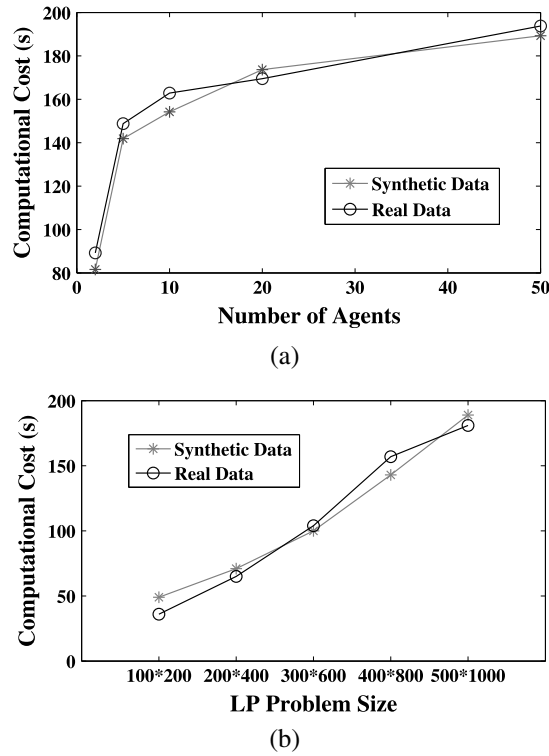 200
180
160
140
120
100
80
Computational Cost (s)
Synthetic Data
Real Data
0 10 20 30 40 50
Number of Agents
(a)
200
150
100
50
0
Computational Cost (s)
Synthetic Data
Real Data
100*200 200*400 300*600 400*800 500*1000
LP Problem Size
(b)